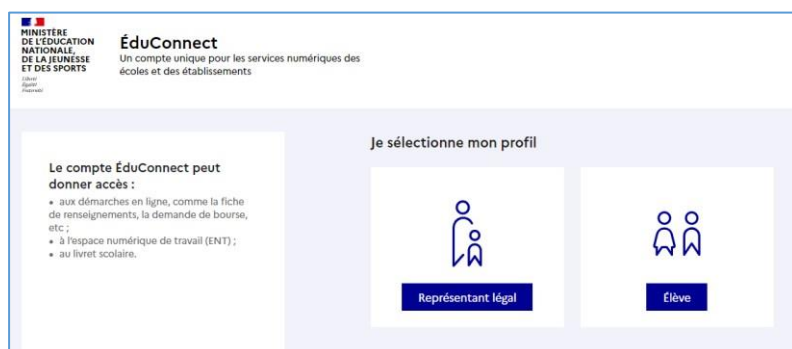 MINISTÈRE
DE L'ÉDUCATION
NATIONALE,
DE LA JEUNESSE
ET DES SPORTS
Liberté
Égalité
Fraternité
ÉduConnect
Un compte unique pour les services numériques des
écoles et des établissements
Le compte ÉduConnect peut
donner accès :
• aux démarches en ligne, comme la fiche
de renseignements, la demande de bourse,
etc ;
• à l'espace numérique de travail (ENT) ;
• au livret scolaire.
Je sélectionne mon profil
Représentant légal
Élève